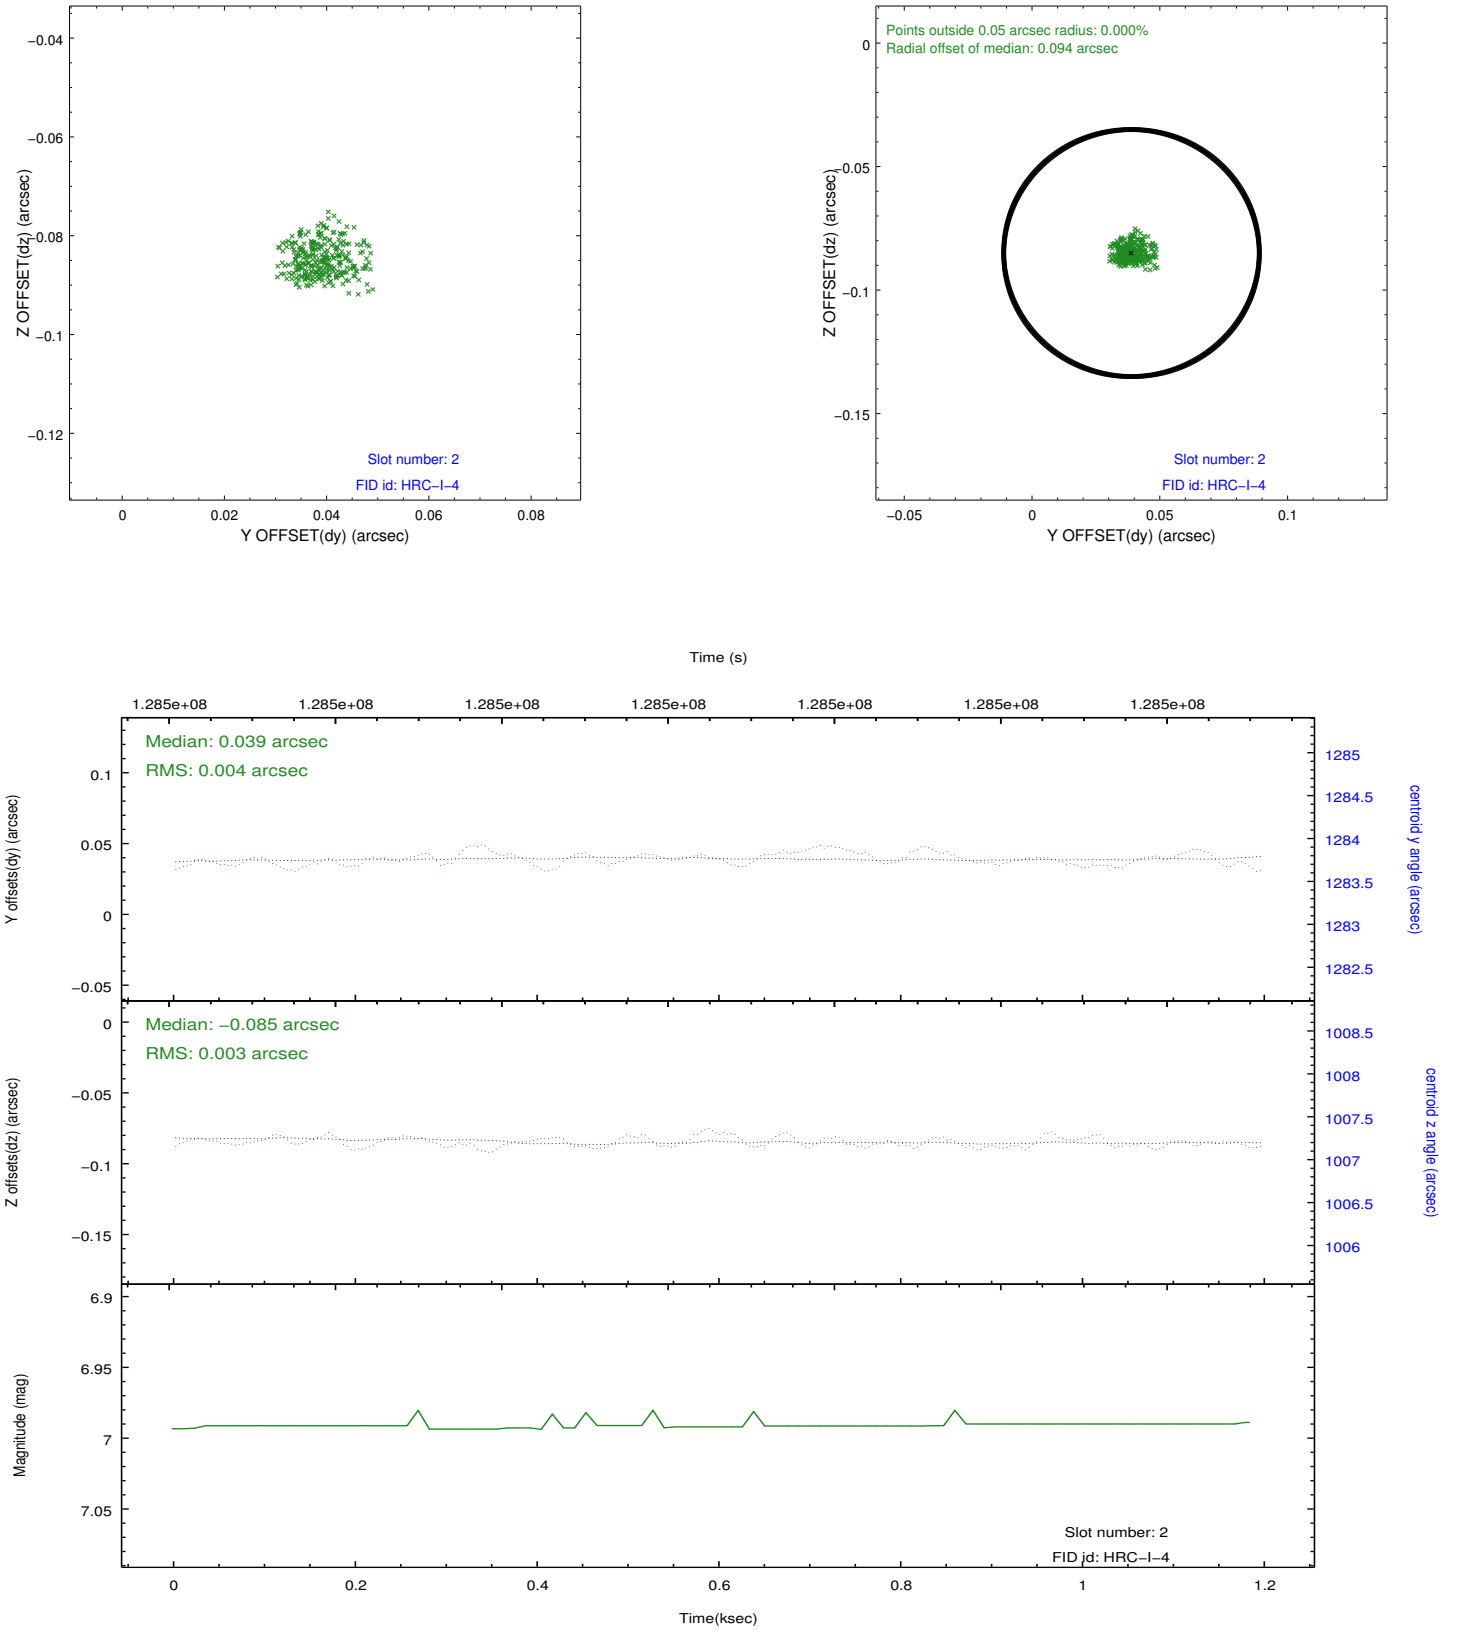 −0.04
−0.06
−0.08
−0.1
−0.12
Z OFFSET(dz) (arcsec)
Slot number: 2
FID id: HRC−I−4
0 0.02 0.04 0.06 0.08
Y OFFSET(dy) (arcsec)
Points outside 0.05 arcsec radius: 0.000%
Radial offset of median: 0.094 arcsec
0
−0.05
−0.1
−0.15
Z OFFSET(dz) (arcsec)
Slot number: 2
FID id: HRC−I−4
−0.05 0 0.05 0.1
Y OFFSET(dy) (arcsec)
Time (s)
1.285e+08 1.285e+08 1.285e+08 1.285e+08 1.285e+08 1.285e+08 1.285e+08
Median: 0.039 arcsec
RMS: 0.004 arcsec
0.1
0.05
0
−0.05
Y offsets(dy) (arcsec)
1285
1284.5
1284
1283.5
1283
1282.5
centroid y angle (arcsec)
Median: −0.085 arcsec
RMS: 0.003 arcsec
0
−0.05
−0.1
−0.15
Z offsets(dz) (arcsec)
1008.5
1008
1007.5
1007
1006.5
1006
centroid z angle (arcsec)
6.9
6.95
7
7.05
Magnitude (mag)
Slot number: 2
FID id: HRC−I−4
0 0.2 0.4 0.6 0.8 1 1.2
Time(ksec)